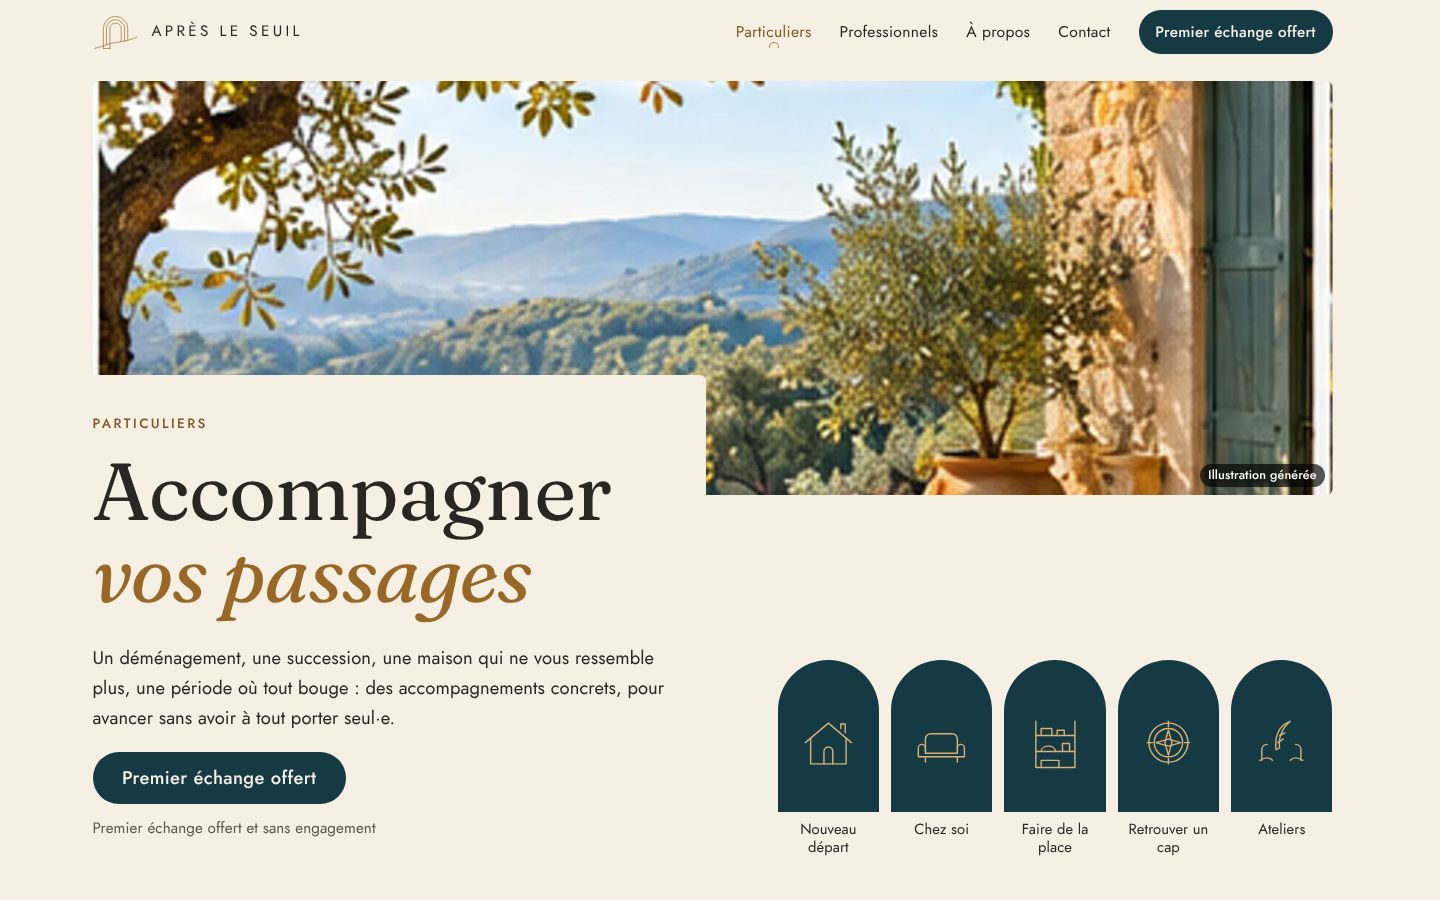 APRÈS LE SEUIL
Particuliers
Professionnels
À propos
Contact
Premier échange offert
Illustration générée
PARTICULIERS
Accompagner
vos passages
Un déménagement, une succession, une maison qui ne vous ressemble
plus, une période où tout bouge : des accompagnements concrets, pour
avancer sans avoir à tout porter seul·e.
Premier échange offert
Premier échange offert et sans engagement
Nouveau
départ
Chez soi
Faire de la
place
Retrouver un
cap
Ateliers